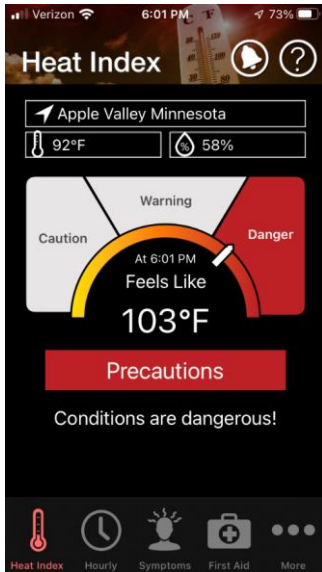 Verizon 6:01 PM 73%
Heat Index
Apple Valley Minnesota
92°F 58%
Warning
Caution
Danger
At 6:01 PM
Feels Like
103°F
Precautions
Conditions are dangerous!
Heat Index Hourly Symptoms First Aid More